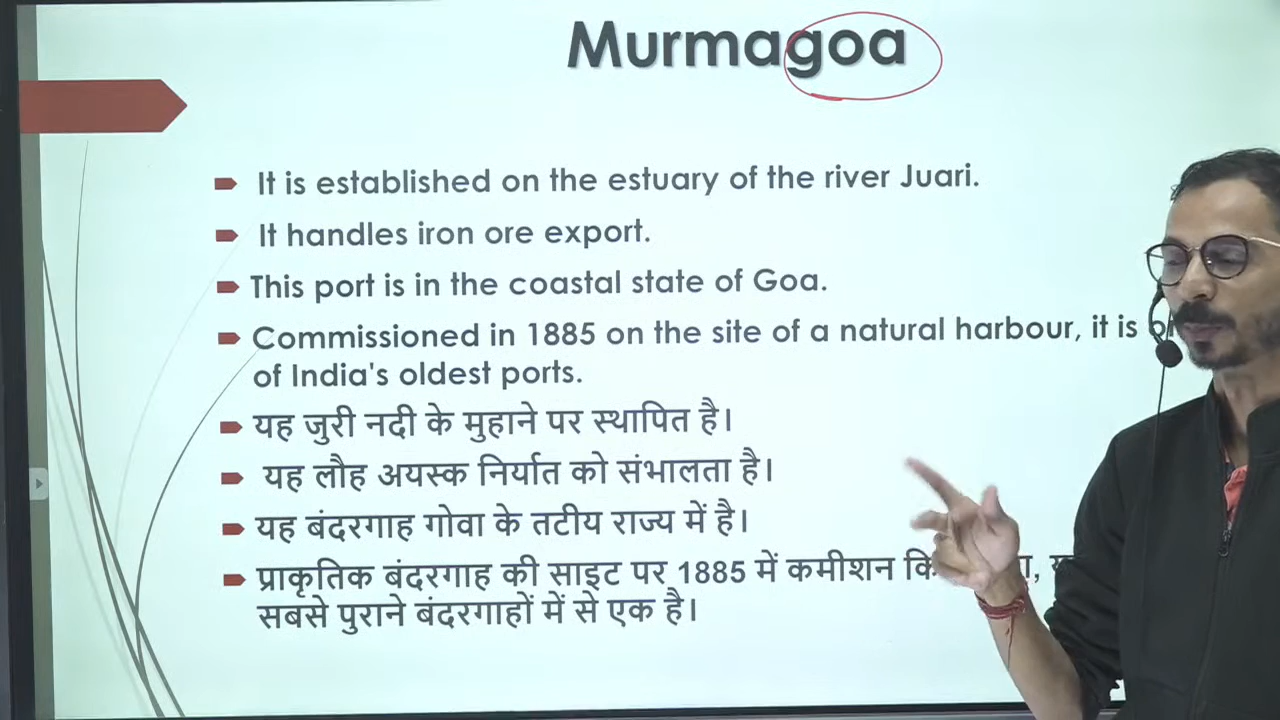 Murmagoa
It is established on the estuary of the river Juari.
It handles iron ore export.
This port is in the coastal state of Goa.
Commissioned in 1885 on the site of a natural harbour, it is
of India's oldest ports.
यह जुरी नदी के मुहाने पर स्थापित है।
यह लौह अयस्क निर्यात को संभालता है।
यह बंदरगाह गोवा के तटीय राज्य में है।
प्राकृतिक बंदरगाह की साइट पर 1885 में कमीशन
सबसे पुराने बंदरगाहों में से एक है।